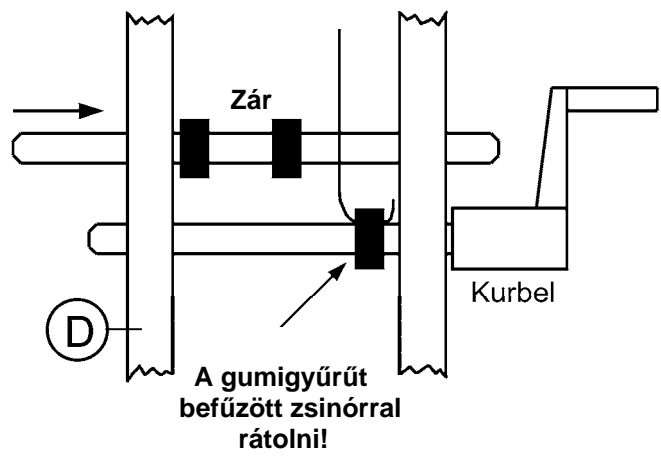 Zár
Kurbel
D
A gumigyűrűt
befűzött zsinórral
rátolni!